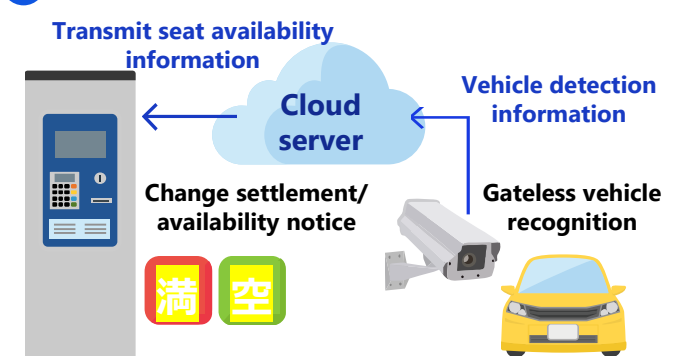 Transmit seat availability
information
Cloud
server
Vehicle detection
information
Change settlement/
availability notice
Gateless vehicle
recognition
満 空